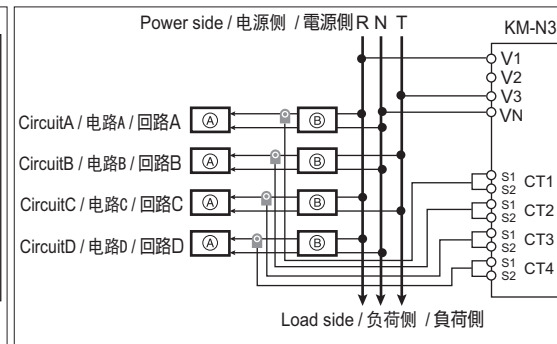 Power side / 电源侧 / 電源側 R N T
KM-N3
V1
V2
V3
VN
CircuitA / 电路A / 回路A Ⓐ Ⓑ
CircuitB / 电路B / 回路B Ⓐ Ⓑ
CircuitC / 电路C / 回路C Ⓐ Ⓑ
CircuitD / 电路D / 回路D Ⓐ Ⓑ
S1
S2
CT1
S1
S2
CT2
S1
S2
CT3
S1
S2
CT4
Load side / 负荷侧 / 負荷側